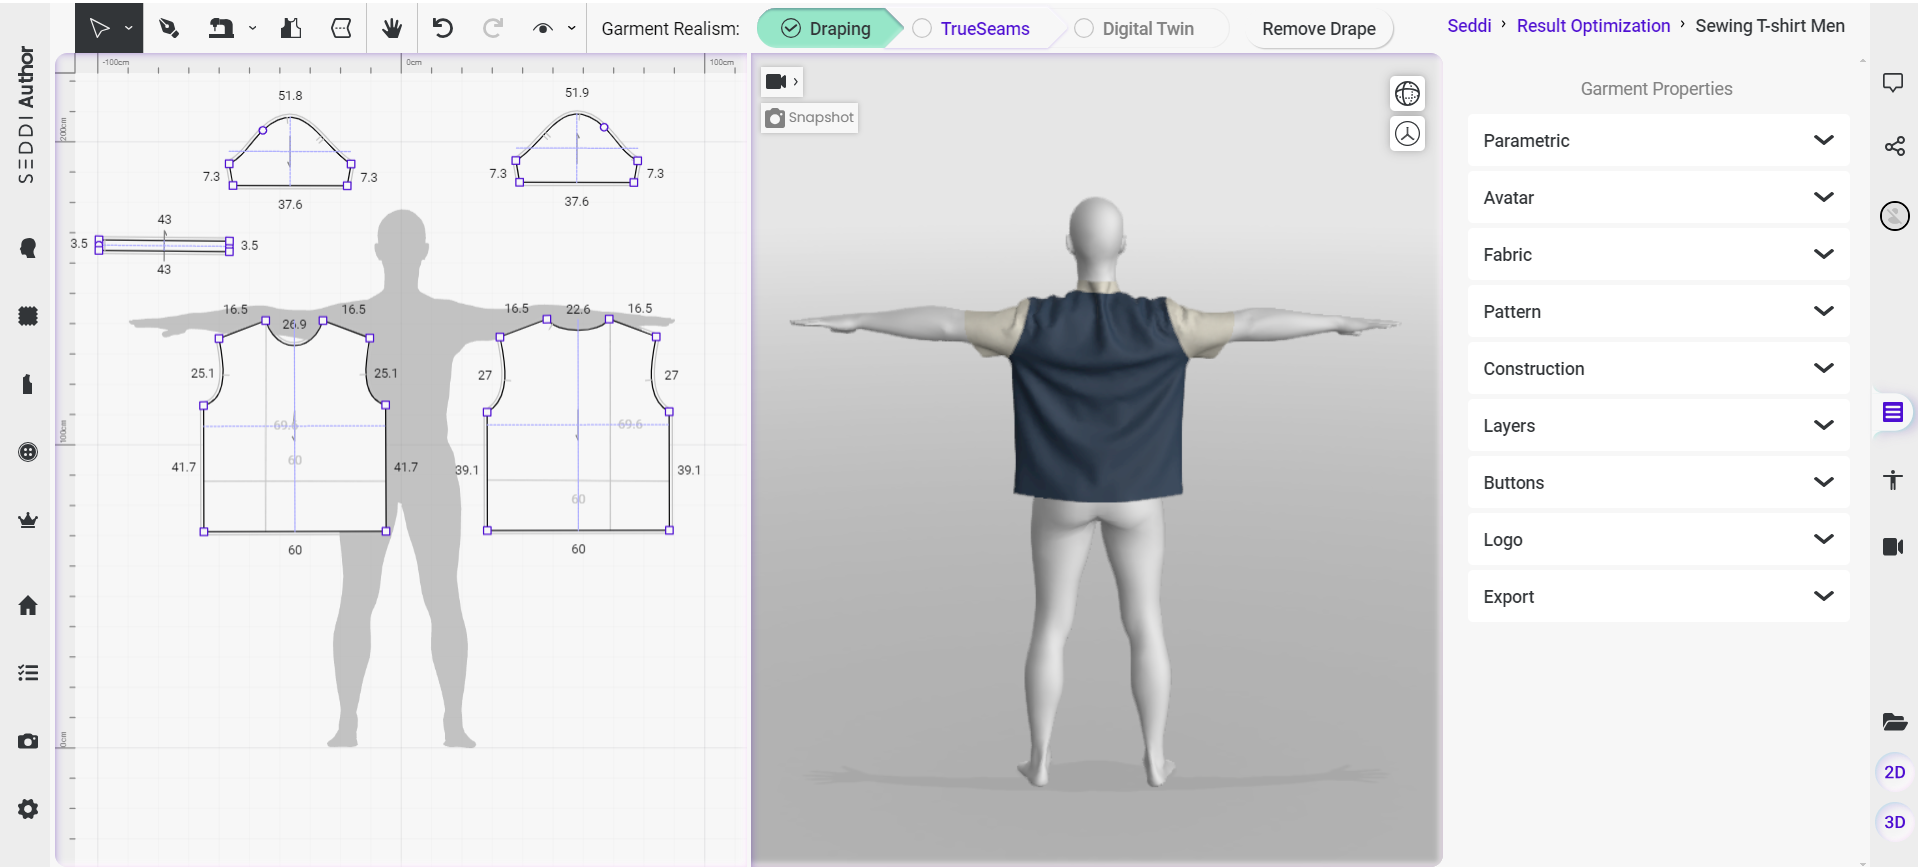 SEDDI Author
Garment Realism:
Draping
TrueSeams
Digital Twin
Remove Drape
Seddi › Result Optimization › Sewing T-shirt Men
-100cm
0cm
100cm
200cm
100cm
0cm
51.8
7.3
7.3
37.6
51.9
7.3
7.3
37.6
43
3.5
3.5
43
16.5
26.9
16.5
25.1
25.1
69.6
60
41.7
41.7
60
16.5
22.6
16.5
27
27
69.6
39.1
39.1
60
60
Snapshot
Garment Properties
Parametric
Avatar
Fabric
Pattern
Construction
Layers
Buttons
Logo
Export
2D
3D